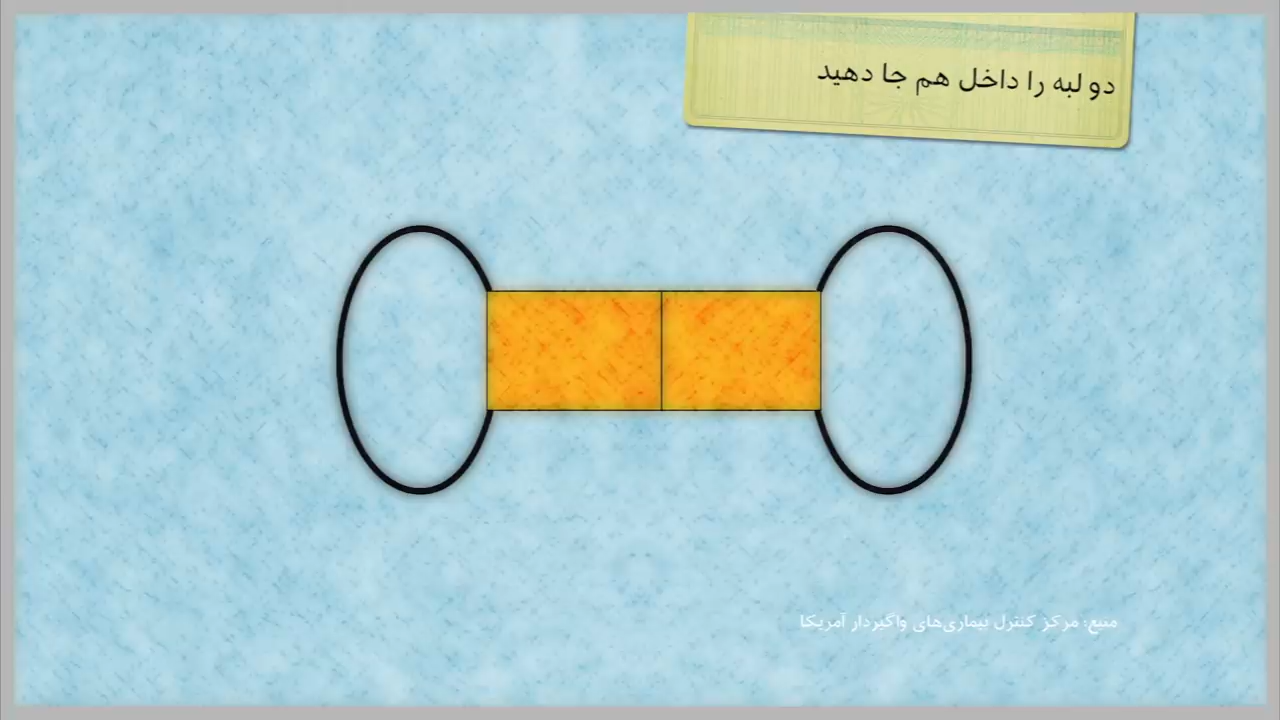 دو لبه را داخل هم جا دهید
منبع: مرکز کنترل بیماری‌های واگیردار آمریکا